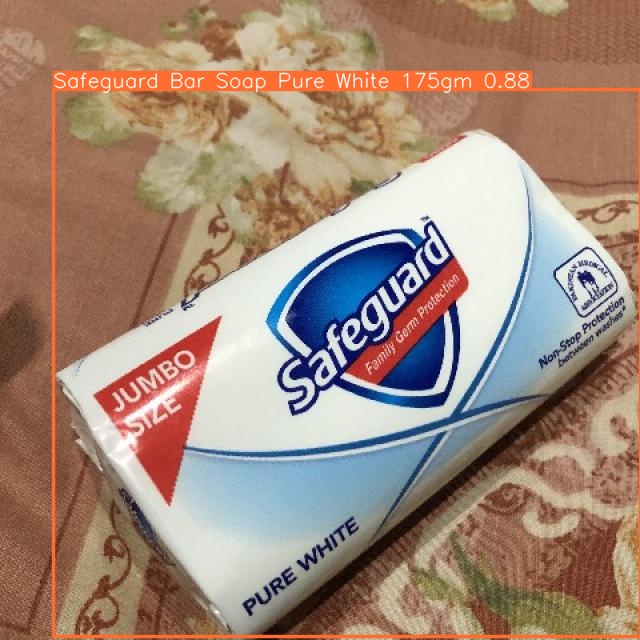 Safeguard Bar Soap Pure White 175gm 0.88
Safeguard
™
Family Germ Protection
JUMBO
SIZE
Non-Stop Protection
between washes*
PURE WHITE